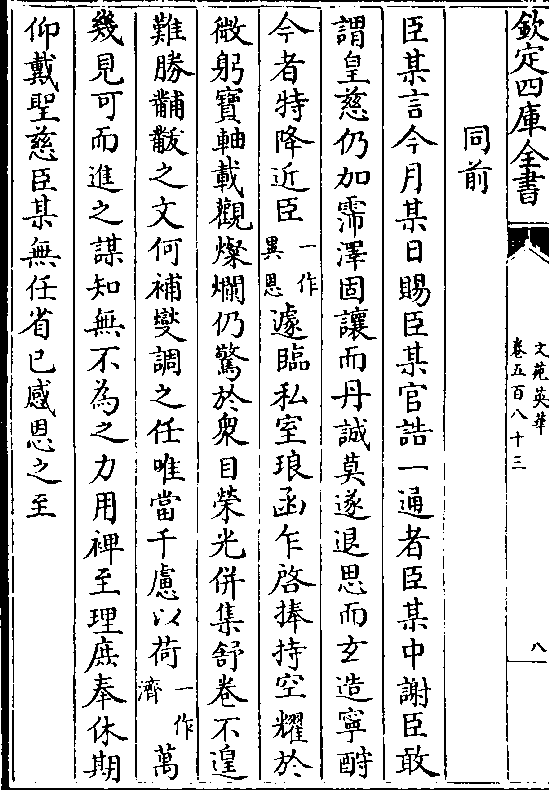 欽定四庫全書
文苑英華
卷五百八十三
八
同前
臣某言今月某日賜臣某官誥一通者臣某中謝臣敢
謂皇慈仍加霈澤固讓而丹誠莫遂退思而玄造寧酧
今者特降近臣一作異恩遽臨私室琅函乍啓捧持空耀於
微躬寶軸載觀燦爛仍驚於衆目榮光併集舒卷不遑
難勝黼黻之文何補燮調之任唯當千慮以荷一作濟萬
幾見可而進之謀知無不為之力用裨至理庶奉休期
仰戴聖慈臣某無任省已感恩之至